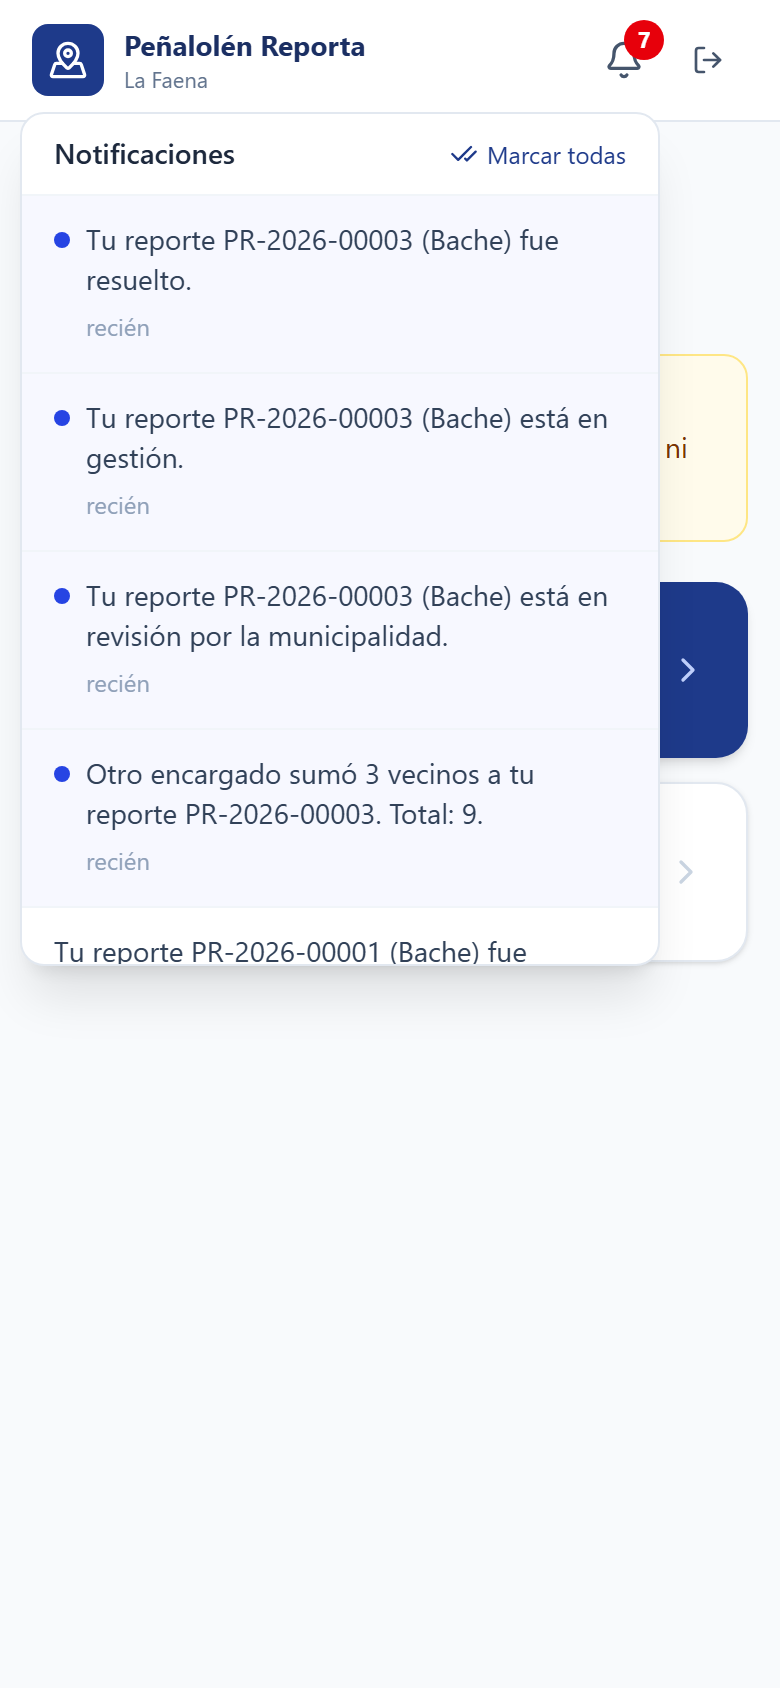 Peñalolén Reporta
La Faena
7
Notificaciones
Marcar todas
Tu reporte PR-2026-00003 (Bache) fue
resuelto.
recién
Tu reporte PR-2026-00003 (Bache) está en
gestión.
recién
ni
Tu reporte PR-2026-00003 (Bache) está en
revisión por la municipalidad.
recién
Otro encargado sumó 3 vecinos a tu
reporte PR-2026-00003. Total: 9.
recién
Tu reporte PR-2026-00001 (Bache) fue